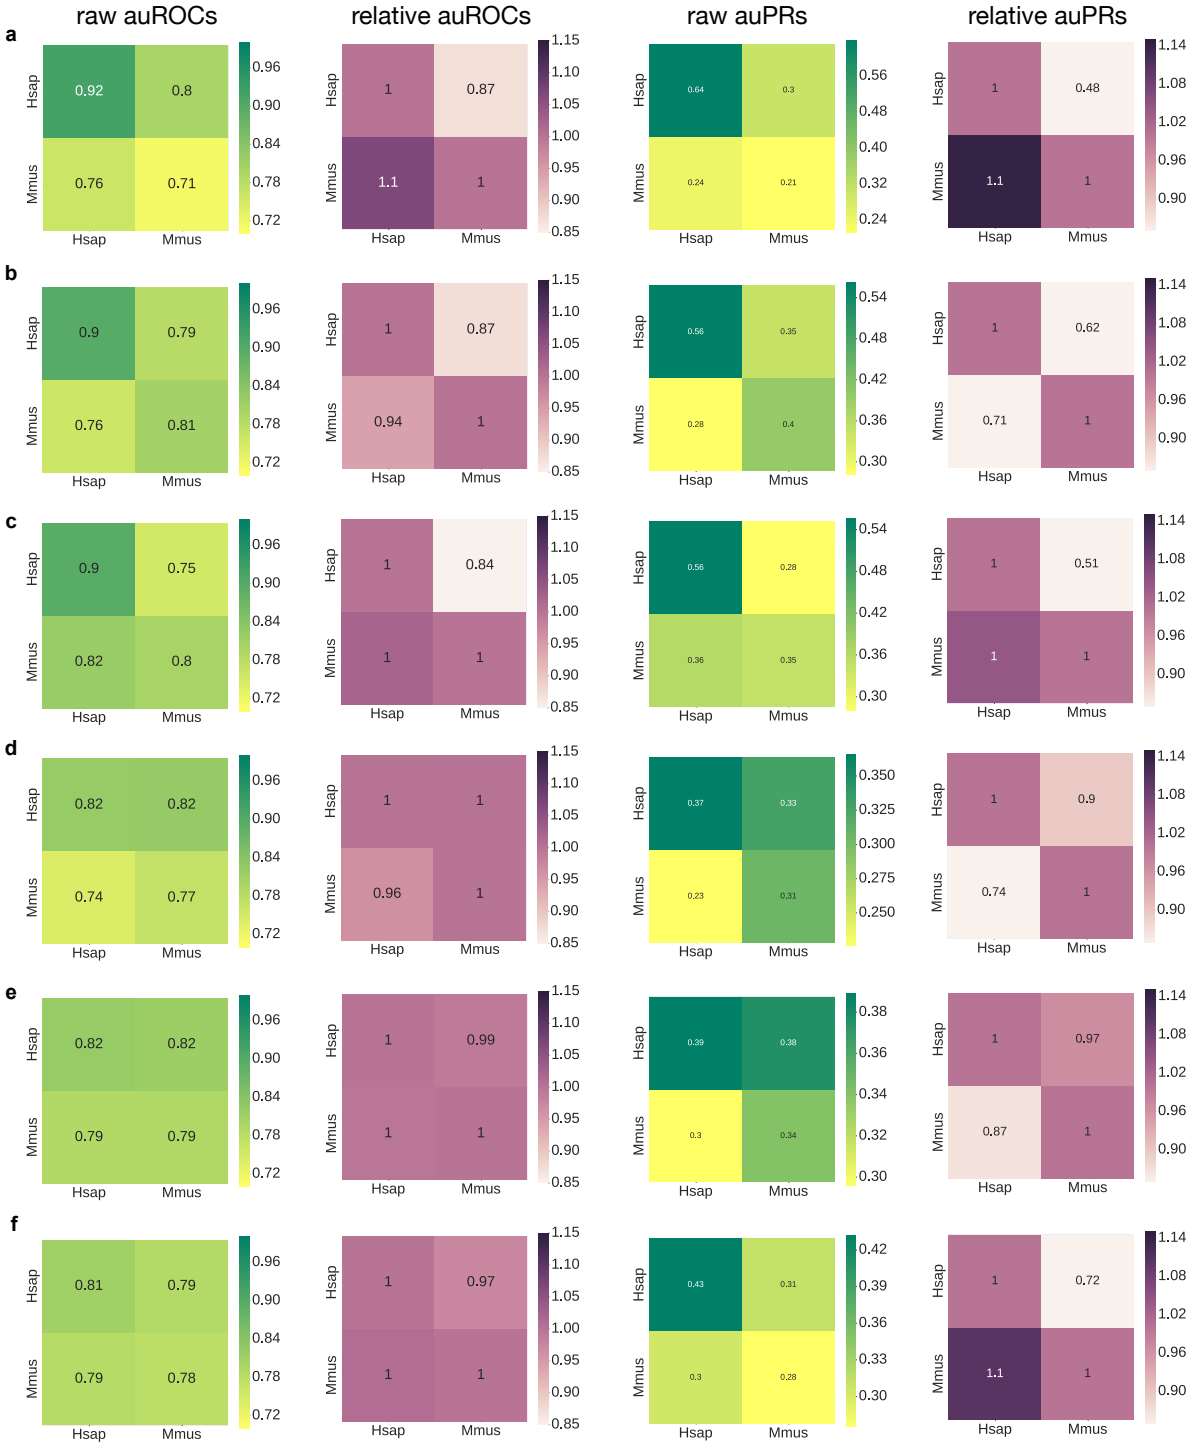 raw auROCs relative auROCs raw auPRs relative auPRs
a
Hsap 0.92 0.8
Mmus 0.76 0.71
Hsap Mmus
0.96 0.90 0.84 0.78 0.72
Hsap 1 0.87
Mmus 1.1 1
Hsap Mmus
1.15 1.10 1.05 1.00 0.95 0.90 0.85
Hsap 0.64 0.3
Mmus 0.24 0.21
Hsap Mmus
0.56 0.48 0.40 0.32 0.24
Hsap 1 0.48
Mmus 1.1 1
Hsap Mmus
1.14 1.08 1.02 0.96 0.90
b
Hsap 0.9 0.79
Mmus 0.76 0.81
Hsap Mmus
0.96 0.90 0.84 0.78 0.72
Hsap 1 0.87
Mmus 0.94 1
Hsap Mmus
1.15 1.10 1.05 1.00 0.95 0.90 0.85
Hsap 0.56 0.35
Mmus 0.28 0.4
Hsap Mmus
0.54 0.48 0.42 0.36 0.30
Hsap 1 0.62
Mmus 0.71 1
Hsap Mmus
1.14 1.08 1.02 0.96 0.90
c
Hsap 0.9 0.75
Mmus 0.82 0.8
Hsap Mmus
0.96 0.90 0.84 0.78 0.72
Hsap 1 0.84
Mmus 1 1
Hsap Mmus
1.15 1.10 1.05 1.00 0.95 0.90 0.85
Hsap 0.56 0.28
Mmus 0.36 0.35
Hsap Mmus
0.54 0.48 0.42 0.36 0.30
Hsap 1 0.51
Mmus 1 1
Hsap Mmus
1.14 1.08 1.02 0.96 0.90
d
Hsap 0.82 0.82
Mmus 0.74 0.77
Hsap Mmus
0.96 0.90 0.84 0.78 0.72
Hsap 1 1
Mmus 0.96 1
Hsap Mmus
1.15 1.10 1.05 1.00 0.95 0.90 0.85
Hsap 0.37 0.33
Mmus 0.23 0.31
Hsap Mmus
0.350 0.325 0.300 0.275 0.250
Hsap 1 0.9
Mmus 0.74 1
Hsap Mmus
1.14 1.08 1.02 0.96 0.90
e
Hsap 0.82 0.82
Mmus 0.79 0.79
Hsap Mmus
0.96 0.90 0.84 0.78 0.72
Hsap 1 0.99
Mmus 1 1
Hsap Mmus
1.15 1.10 1.05 1.00 0.95 0.90 0.85
Hsap 0.39 0.38
Mmus 0.3 0.34
Hsap Mmus
0.38 0.36 0.34 0.32 0.30
Hsap 1 0.97
Mmus 0.87 1
Hsap Mmus
1.14 1.08 1.02 0.96 0.90
f
Hsap 0.81 0.79
Mmus 0.79 0.78
Hsap Mmus
0.96 0.90 0.84 0.78 0.72
Hsap 1 0.97
Mmus 1 1
Hsap Mmus
1.15 1.10 1.05 1.00 0.95 0.90 0.85
Hsap 0.43 0.31
Mmus 0.3 0.28
Hsap Mmus
0.42 0.39 0.36 0.33 0.30
Hsap 1 0.72
Mmus 1.1 1
Hsap Mmus
1.14 1.08 1.02 0.96 0.90